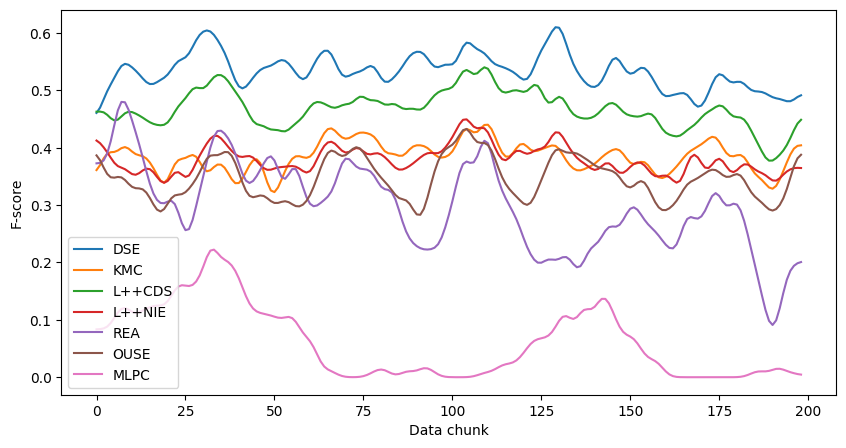 0.6
0.5
0.4
0.3
0.2
0.1
0.0
F-score
DSE
KMC
L++CDS
L++NIE
REA
OUSE
MLPC
0 25 50 75 100 125 150 175 200
Data chunk